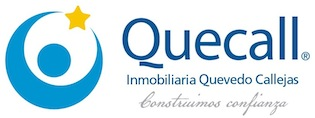 Quecall®
Inmobiliaria Quevedo Callejas
Construimos confianza